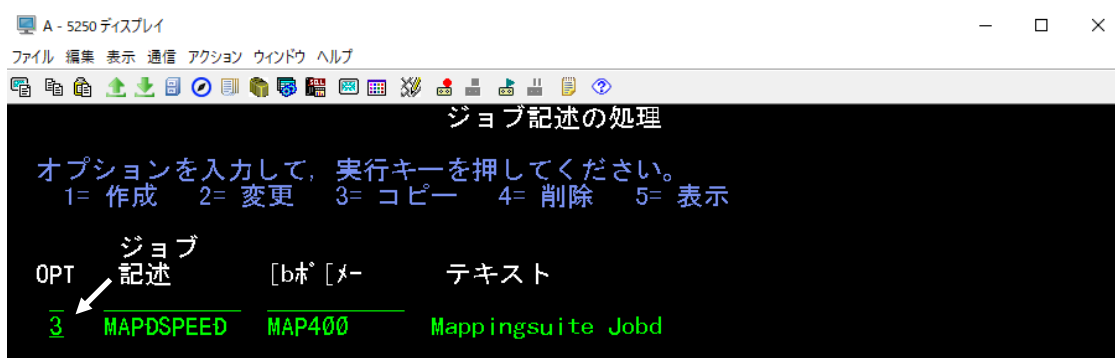 A - 5250 ディスプレイ
ファイル 編集 表示 通信 アクション ウィンドウ ヘルプ
ジョブ記述の処理
オプションを入力して，実行キーを押してください。
1= 作成 2= 変更 3= コピー 4= 削除 5= 表示
ジョブ
OPT 記述 [bﾎﾞ[ﾒｰ テキスト
3 MAPDSPEED MAP400 Mappingsuite Jobd